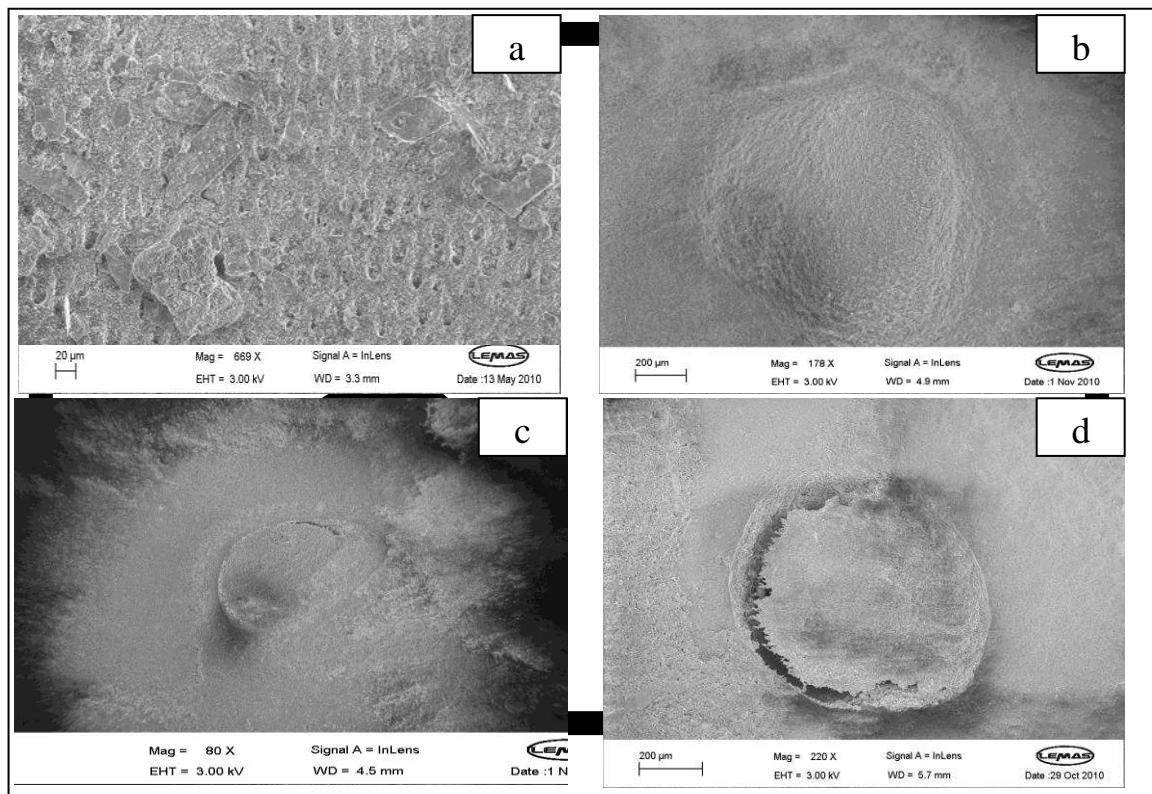 a
20 µm
Mag = 669 X
Signal A = InLens
LEMAS
EHT = 3.00 kV
WD = 3.3 mm
Date :13 May 2010
b
200 µm
Mag = 178 X
Signal A = InLens
LEMAS
EHT = 3.00 kV
WD = 4.9 mm
Date :1 Nov 2010
c
Mag = 80 X
Signal A = InLens
EHT = 3.00 kV
WD = 4.5 mm
Date :1 N
d
200 µm
Mag = 220 X
Signal A = InLens
LEMAS
EHT = 3.00 kV
WD = 5.7 mm
Date :29 Oct 2010